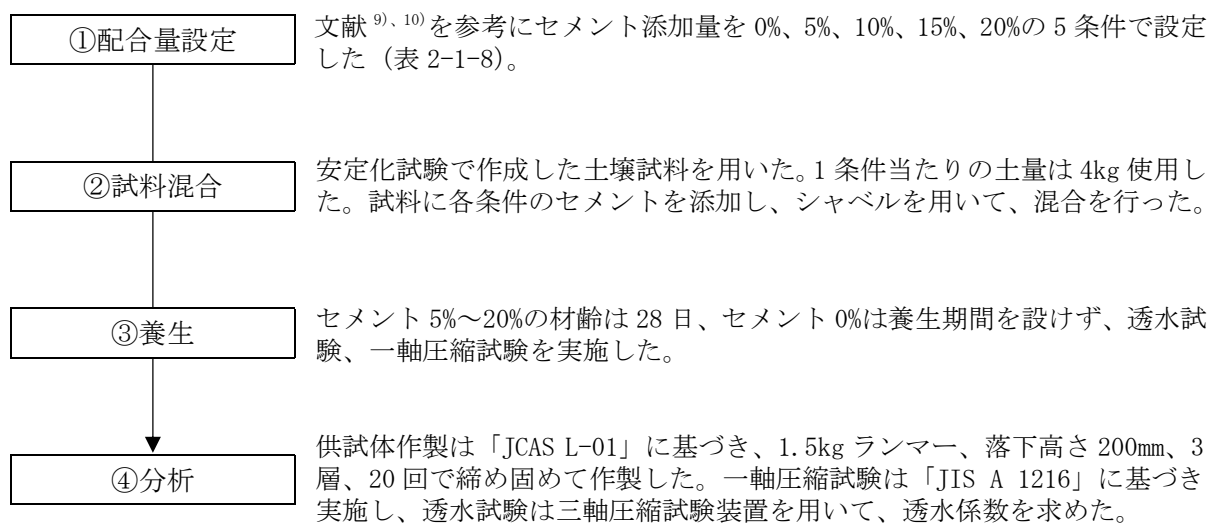 ①配合量設定
文献 9)、10)を参考にセメント添加量を 0%、5%、10%、15%、20%の 5 条件で設定
した（表 2-1-8)。
②試料混合
安定化試験で作成した土壌試料を用いた。1 条件当たりの土量は 4kg 使用し
た。試料に各条件のセメントを添加し、シャベルを用いて、混合を行った。
③養生
セメント 5%～20%の材齢は 28 日、セメント 0%は養生期間を設けず、透水試
験、一軸圧縮試験を実施した。
④分析
供試体作製は「JCAS L-01」に基づき、1.5kg ランマー、落下高さ 200mm、3
層、20 回で締め固めて作製した。一軸圧縮試験は「JIS A 1216」に基づき
実施し、透水試験は三軸圧縮試験装置を用いて、透水係数を求めた。